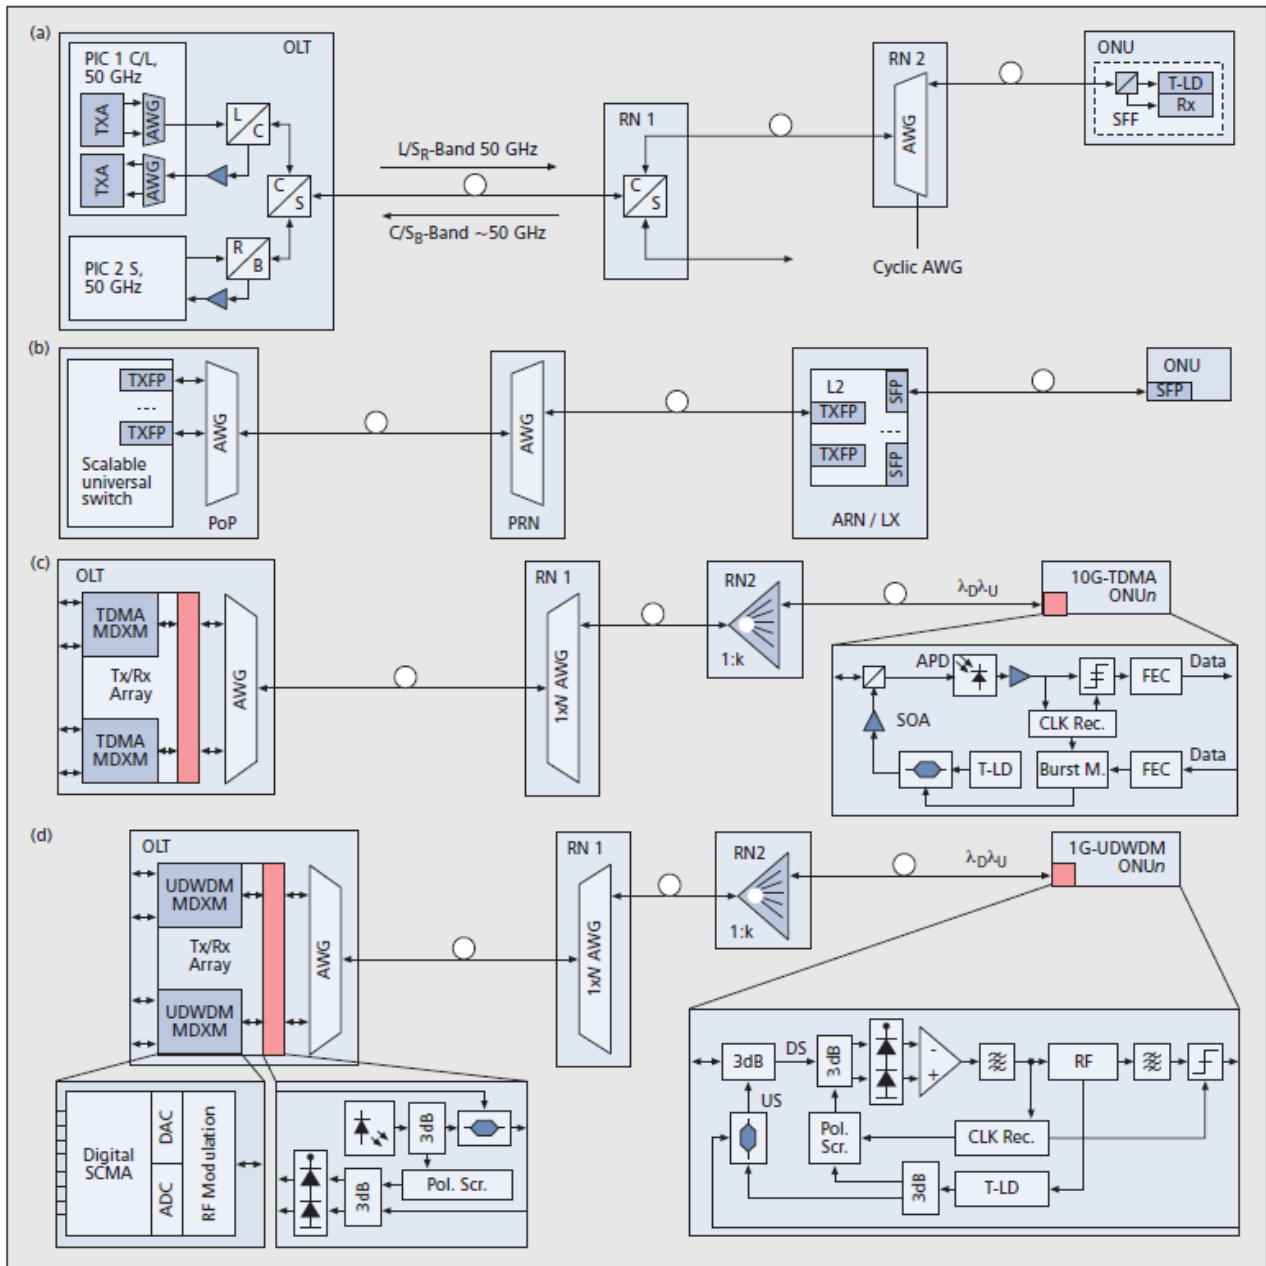 (a)
OLT
PIC 1 C/L,
50 GHz
TXA
AWG
TXA
AWG
L
C
C
S
PIC 2 S,
50 GHz
R
B
L/S_R-Band 50 GHz
C/S_B-Band ~50 GHz
RN 1
C
S
RN 2
AWG
Cyclic AWG
ONU
T-LD
Rx
SFF
(b)
TXFP
---
TXFP
Scalable
universal
switch
AWG
PoP
AWG
PRN
L2
TXFP
TXFP
SFP
----
SFP
ARN / LX
ONU
SFP
(c)
OLT
TDMA
MDXM
Tx/Rx
Array
TDMA
MDXM
AWG
RN 1
1xN AWG
RN2
1:k
λ_Dλ_U
10G-TDMA
ONUn
APD
FEC
Data
SOA
CLK Rec.
T-LD
Burst M.
FEC
Data
(d)
OLT
UDWDM
MDXM
Tx/Rx
Array
UDWDM
MDXM
AWG
RN 1
1xN AWG
RN2
1:k
λ_Dλ_U
1G-UDWDM
ONUn
Digital
SCMA
DAC
ADC
RF Modulation
3dB
Pol. Scr.
3dB
3dB
DS
3dB
-
+
RF
US
Pol.
Scr.
CLK Rec.
3dB
T-LD